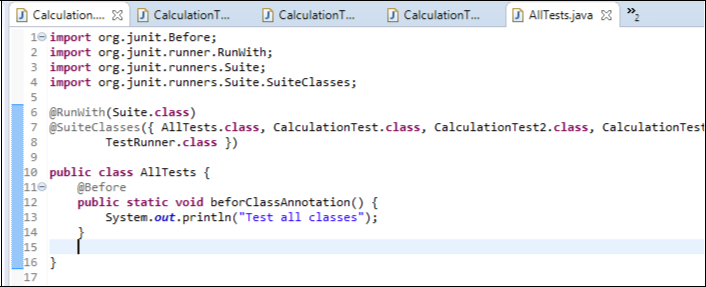 Calculation.... CalculationT... CalculationT... CalculationT... AllTests.java »2
1 import org.junit.Before;
2 import org.junit.runner.RunWith;
3 import org.junit.runners.Suite;
4 import org.junit.runners.Suite.SuiteClasses;
5
6 @RunWith(Suite.class)
7 @SuiteClasses({ AllTests.class, CalculationTest.class, CalculationTest2.class, CalculationTest
8 TestRunner.class })
9
10 public class AllTests {
11 @Before
12 public static void beforClassAnnotation() {
13 System.out.println("Test all classes");
14 }
15
16 }
17